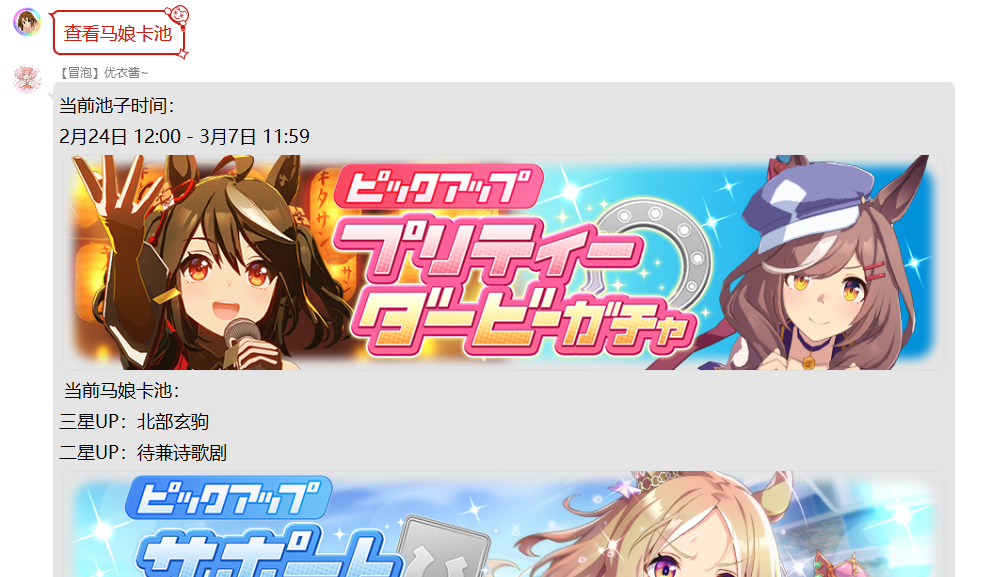 查看马娘卡池
【冒泡】优衣酱~
当前池子时间：
2月24日 12:00 - 3月7日 11:59
ピックアップ
プリティー
ダービーガチャ
キタサン
当前马娘卡池：
三星UP：北部玄驹
二星UP：待兼诗歌剧
ピックアップ
サポート